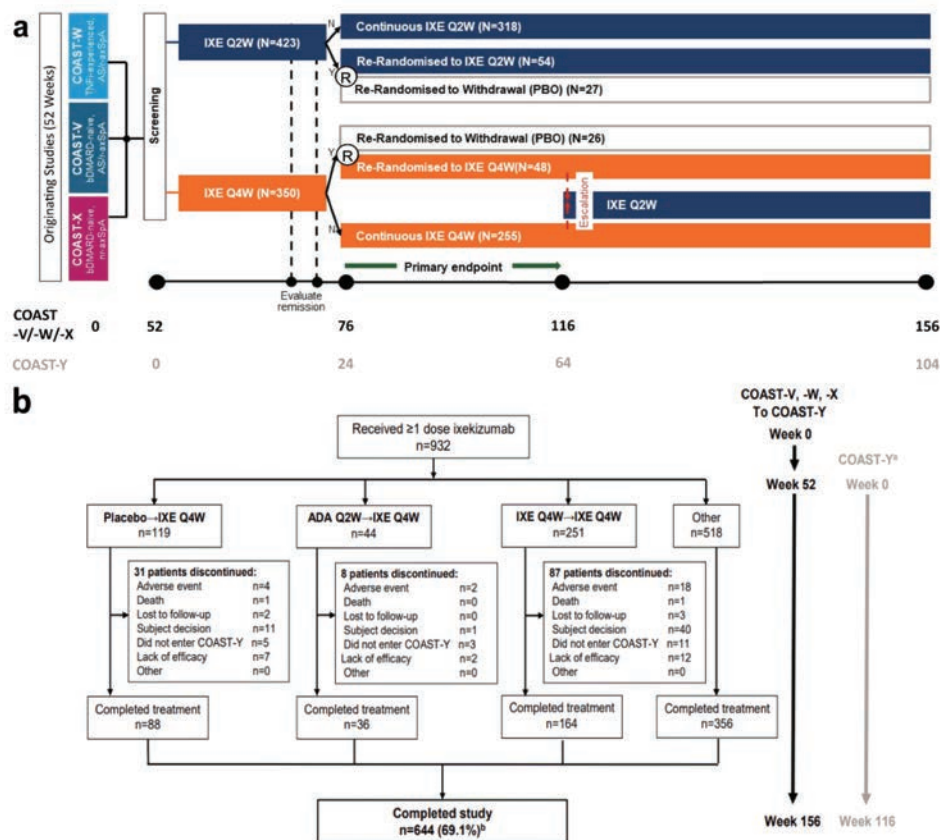 a
Originating Studies (52 Weeks)
COAST-W
TNFi-experienced,
AS/r-axSpA
COAST-V
bDMARD-naive,
AS/r-axSpA
COAST-X
bDMARD-naive,
nr-axSpA
Screening
IXE Q2W (N=423)
N
Continuous IXE Q2W (N=318)
Re-Randomised to IXE Q2W (N=54)
Y
R
Re-Randomised to Withdrawal (PBO) (N=27)
Re-Randomised to Withdrawal (PBO) (N=26)
Y
R
Re-Randomised to IXE Q4W(N=48)
IXE Q4W (N=350)
Escalation
IXE Q2W
N
Continuous IXE Q4W (N=255)
Primary endpoint
Evaluate
remission
COAST
-V/-W/-X
0 52 76 116 156
COAST-Y 0 24 64 104
b
Received ≥1 dose ixekizumab
n=932
Placebo→IXE Q4W
n=119
ADA Q2W→IXE Q4W
n=44
IXE Q4W→IXE Q4W
n=251
Other
n=518
31 patients discontinued:
Adverse event n=4
Death n=1
Lost to follow-up n=2
Subject decision n=11
Did not enter COAST-Y n=5
Lack of efficacy n=7
Other n=0
8 patients discontinued:
Adverse event n=2
Death n=0
Lost to follow-up n=0
Subject decision n=1
Did not enter COAST-Y n=3
Lack of efficacy n=2
Other n=0
87 patients discontinued:
Adverse event n=18
Death n=1
Lost to follow-up n=3
Subject decision n=40
Did not enter COAST-Y n=11
Lack of efficacy n=12
Other n=0
Completed treatment
n=88
Completed treatment
n=36
Completed treatment
n=164
Completed treatment
n=356
Completed study
n=644 (69.1%)ᵇ
COAST-V, -W, -X
To COAST-Y
Week 0
COAST-Yᵃ
Week 52 Week 0
Week 156 Week 116